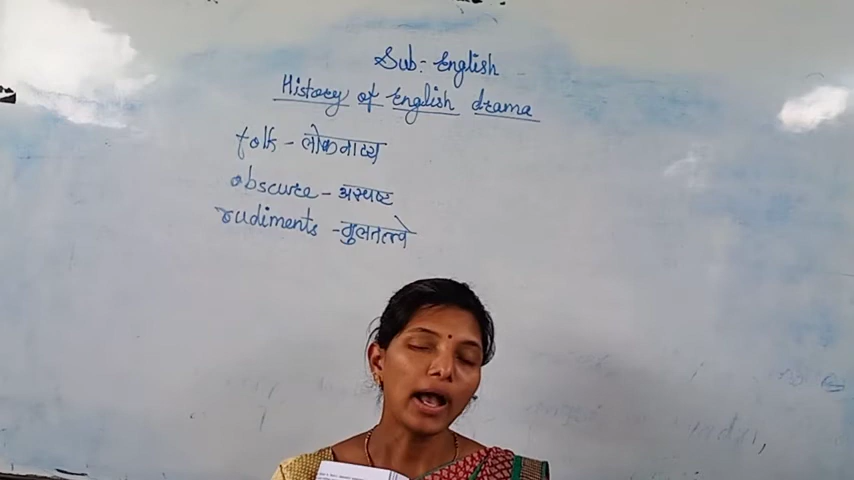 Sub: English
History of English drama
folk - लोकनाट्य
obscure - अस्पष्ट
rudiments - मुलतत्त्वे